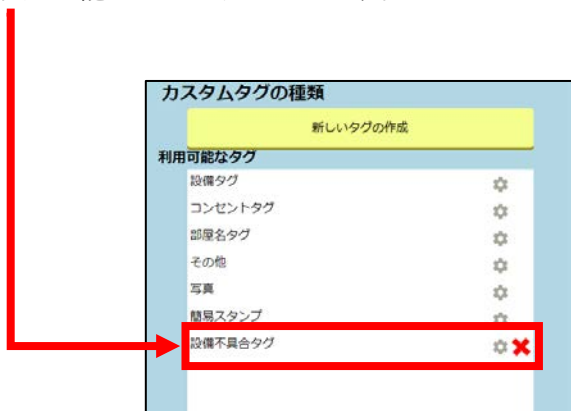 カスタムタグの種類
新しいタグの作成
利用可能なタグ
設備タグ
コンセントタグ
部屋名タグ
その他
写真
簡易スタンプ
設備不具合タグ